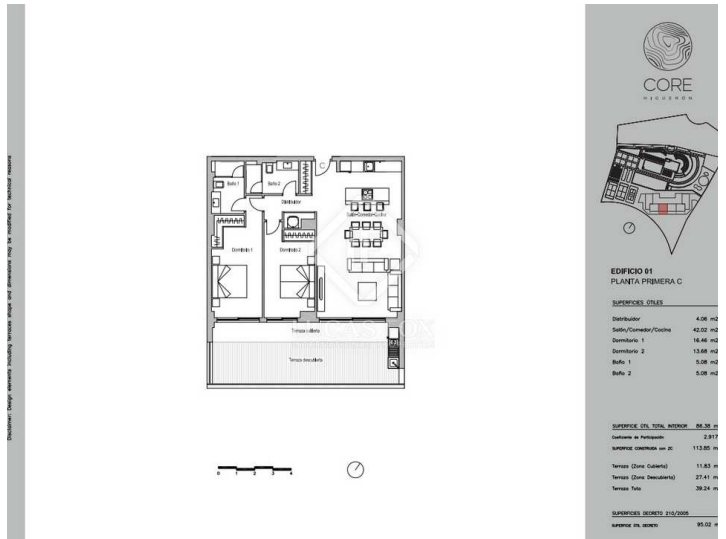 Disclaimer: Design elements including terraces shape and dimensions may be modified for technical reasons
C
Baño 1
Baño 2
Distribuidor
Salón-Comedor-Cocina
Dormitorio 1
Dormitorio 2
Terraza cubierta
Terraza descubierta
0 1 2 3 4
CORE
HIGUERÓN
EDIFICIO 01
PLANTA PRIMERA C
SUPERFICIES ÚTILES
Distribuidor 4.06 m2
Salón/Comedor/Cocina 42.02 m2
Dormitorio 1 16.46 m2
Dormitorio 2 13.68 m2
Baño 1 5.08 m2
Baño 2 5.08 m2
SUPERFICIE ÚTIL TOTAL INTERIOR 86.38 m
Coeficiente de Participación 2.917
SUPERFICIE CONSTRUIDA con ZC 113.85 m
Terraza (Zona Cubierta) 11.83 m
Terraza (Zona Descubierta) 27.41 m
Terraza Tota 39.24 m
SUPERFICIES DECRETO 218/2005
SUPERFICIE ÚTIL DECRETO 95.02 m